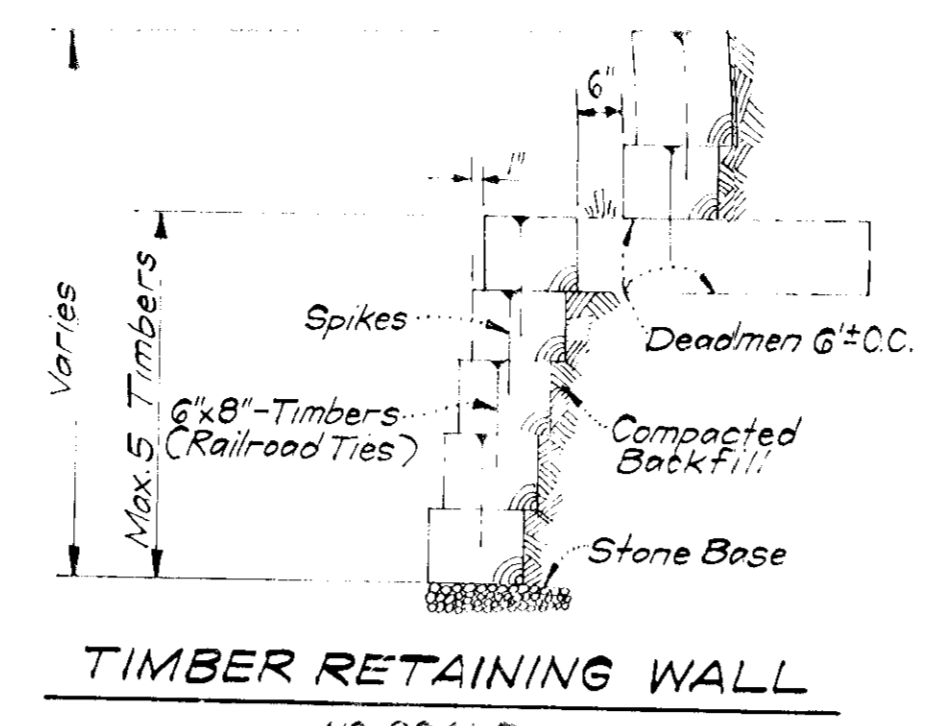 6"
1"
Varies
Max. 5 Timbers
Spikes
6"x8"-Timbers
(Railroad Ties)
Deadmen 6'± O.C.
Compacted
Backfill
Stone Base
TIMBER RETAINING WALL